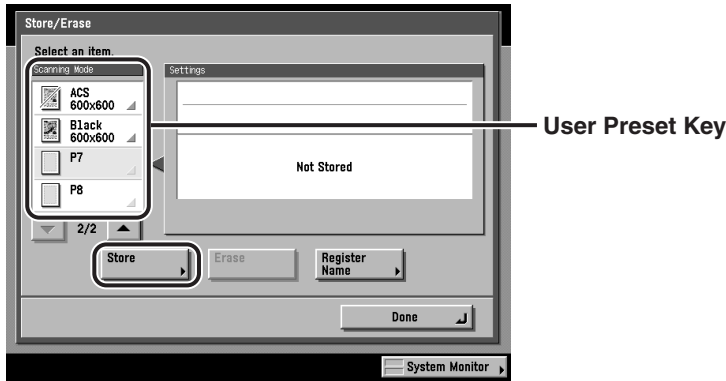 Store/Erase
Select an item.
Scanning Mode
Settings
ACS
600x600
Black
600x600
P7
P8
Not Stored
User Preset Key
2/2
Store
Erase
Register
Name
Done
System Monitor